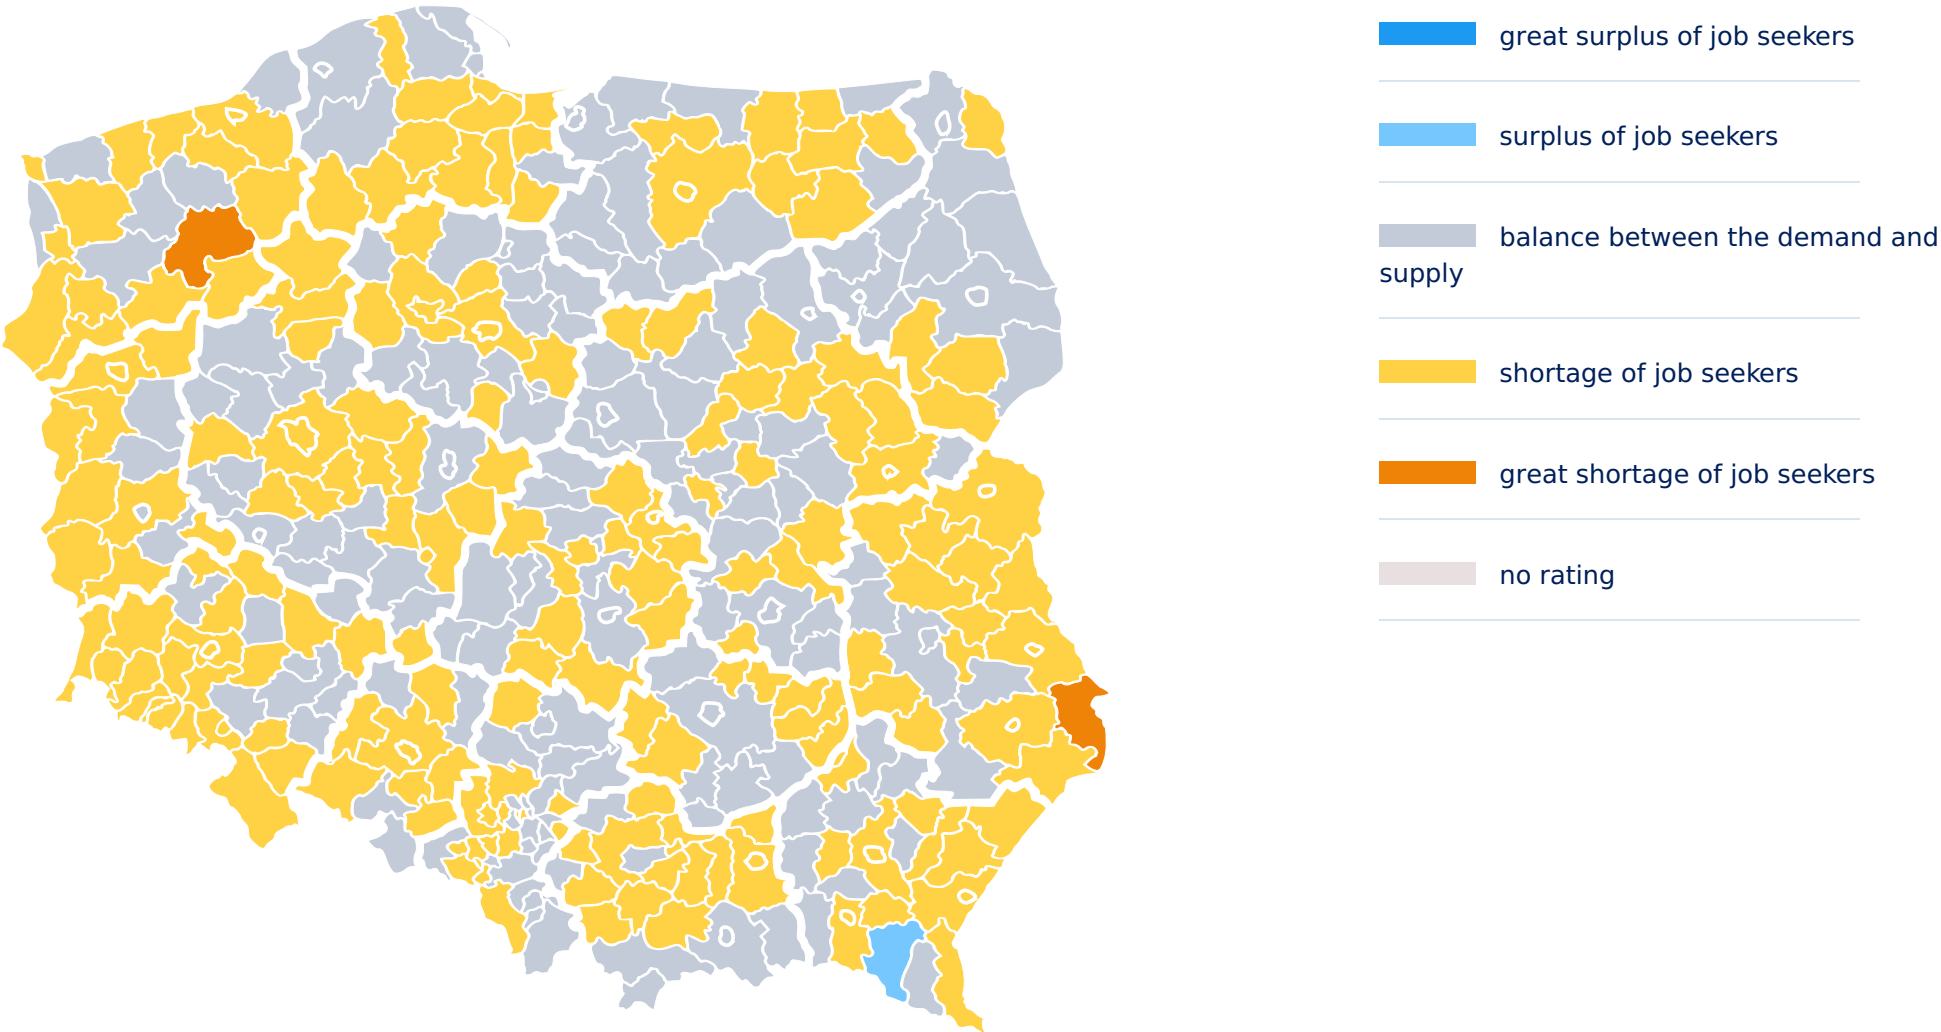 great surplus of job seekers
surplus of job seekers
balance between the demand and
supply
shortage of job seekers
great shortage of job seekers
no rating